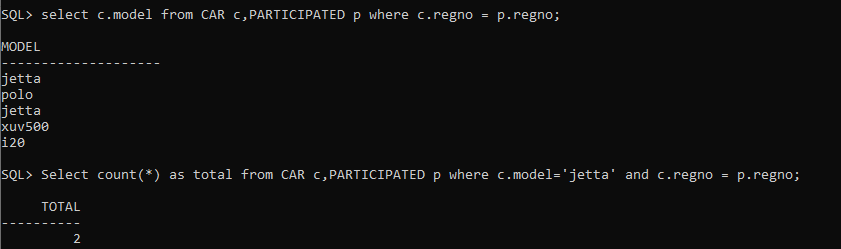 SQL> select c.model from CAR c,PARTICIPATED p where c.regno = p.regno;
MODEL
--------------------
jetta
polo
jetta
xuv500
i20
SQL> Select count(*) as total from CAR c,PARTICIPATED p where c.model='jetta' and c.regno = p.regno;
TOTAL
----------
2